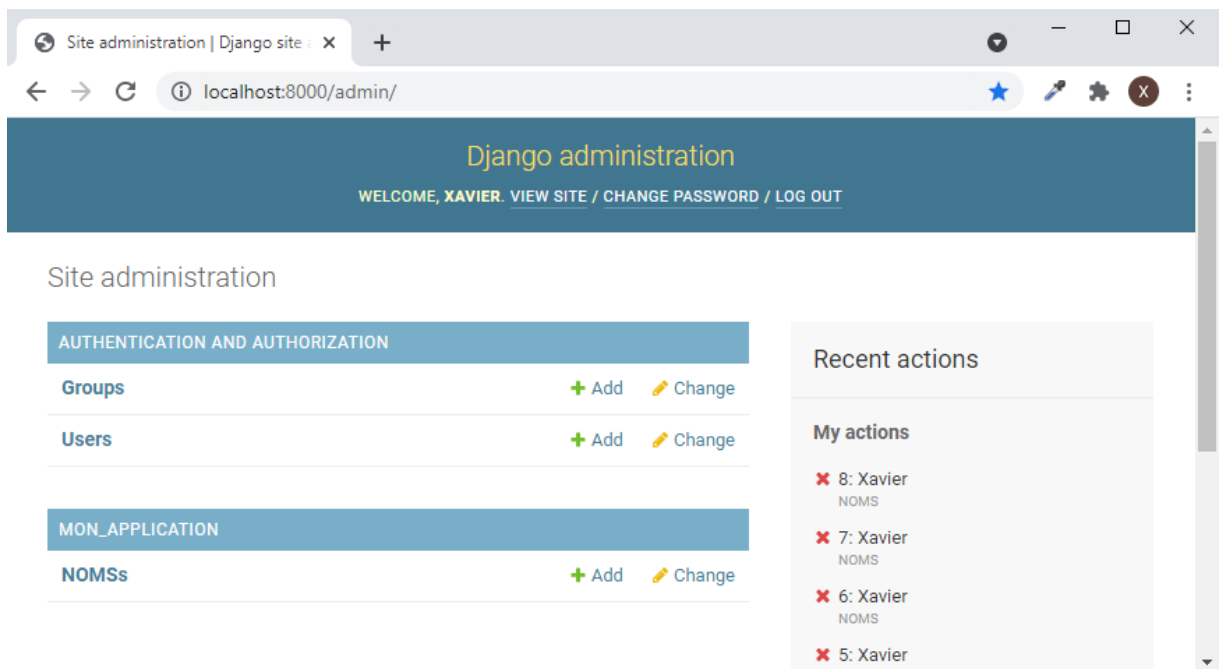 Site administration | Django site
localhost:8000/admin/
X
Django administration
WELCOME, XAVIER. VIEW SITE / CHANGE PASSWORD / LOG OUT
Site administration
AUTHENTICATION AND AUTHORIZATION
Groups Add Change
Users Add Change
MON_APPLICATION
NOMSs Add Change
Recent actions
My actions
8: Xavier
NOMS
7: Xavier
NOMS
6: Xavier
NOMS
5: Xavier